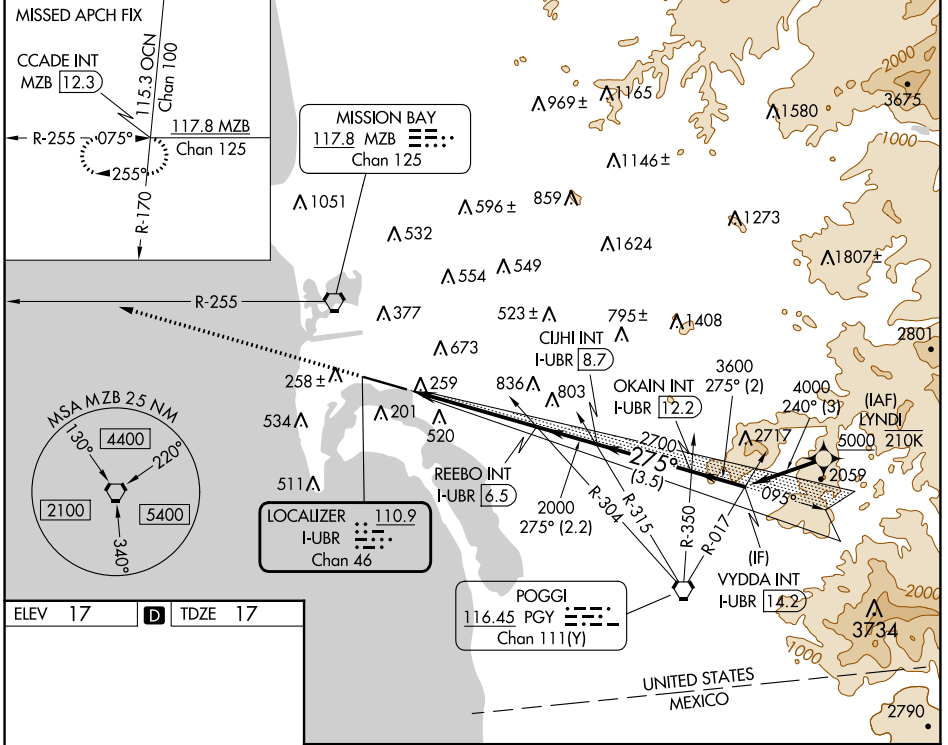 MISSED APCH FIX
CCADE INT
MZB 12.3
115.3 OCN
Chan 100
R-255
075°
117.8 MZB
Chan 125
255°
R-170
MISSION BAY
117.8 MZB
Chan 125
969 ±
1165
1580
2000
3675
1000
1146 ±
1051
596 ±
859
532
1273
1624
1807±
554
549
R-255
377
523 ±
795 ±
1408
2801
673
CIJHI INT
I-UBR 8.7
3600
275° (2)
258 ±
259
836
803
OKAIN INT
I-UBR 12.2
4000
240° (3)
(IAF)
LYNDI
5000 210K
MSA MZB 25 NM
534
201
520
2700
2717
2059
130°
4400
220°
275°
(3.5)
095°
REEBO INT
I-UBR 6.5
511
2100
5400
340°
2000
275° (2.2)
R-304
R-315
R-350
R-017
LOCALIZER 110.9
I-UBR
Chan 46
(IF)
VYDDA INT
I-UBR 14.2
POGGI
116.45 PGY
Chan 111(Y)
2000
3734
1000
ELEV 17
D
TDZE 17
UNITED STATES
MEXICO
2790